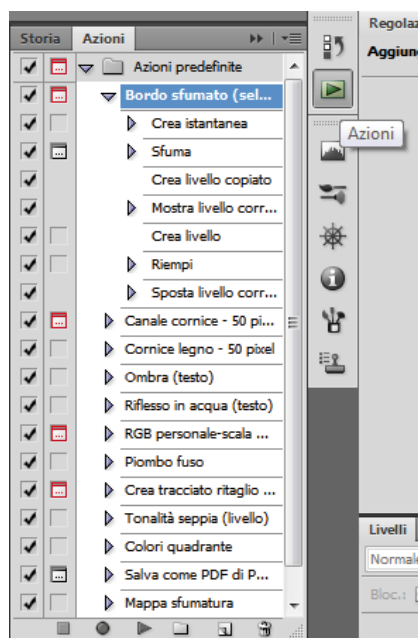 Regolaz
Storia Azioni
Aggiun
Azioni predefinite
Bordo sfumato (sel...
Crea istantanea
Azioni
Sfuma
Crea livello copiato
Mostra livello corr...
Crea livello
Riempi
Sposta livello corr...
Canale cornice - 50 pi...
Cornice legno - 50 pixel
Ombra (testo)
Riflesso in acqua (testo)
RGB personale-scala ...
Piombo fuso
Crea tracciato ritaglio ...
Tonalità seppia (livello)
Livelli
Colori quadrante
Normale
Salva come PDF di P...
Bloc.:
Mappa sfumatura